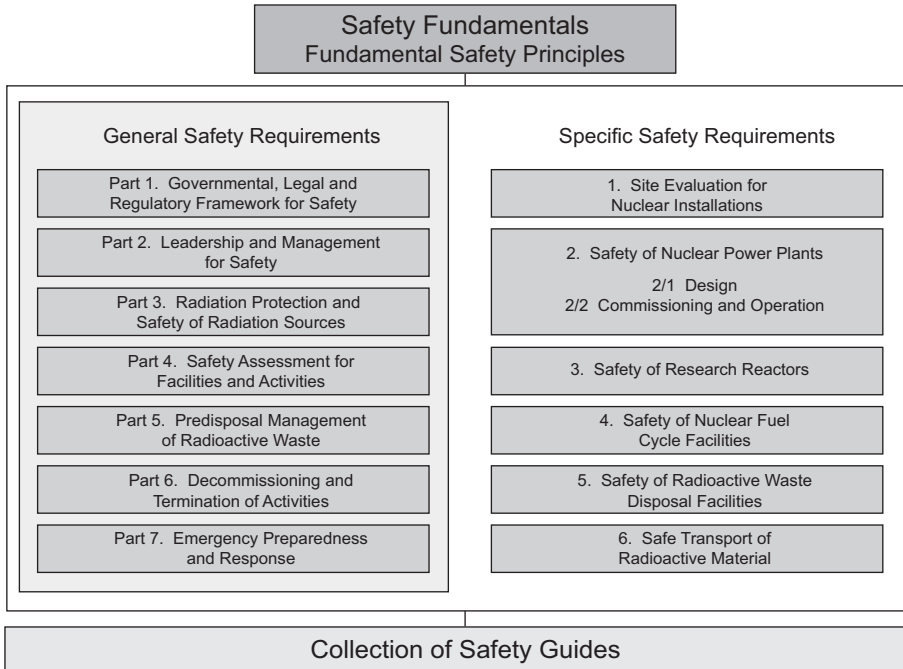 Safety Fundamentals
Fundamental Safety Principles
General Safety Requirements
Part 1. Governmental, Legal and
Regulatory Framework for Safety
Part 2. Leadership and Management
for Safety
Part 3. Radiation Protection and
Safety of Radiation Sources
Part 4. Safety Assessment for
Facilities and Activities
Part 5. Predisposal Management
of Radioactive Waste
Part 6. Decommissioning and
Termination of Activities
Part 7. Emergency Preparedness
and Response
Specific Safety Requirements
1. Site Evaluation for
Nuclear Installations
2. Safety of Nuclear Power Plants
2/1 Design
2/2 Commissioning and Operation
3. Safety of Research Reactors
4. Safety of Nuclear Fuel
Cycle Facilities
5. Safety of Radioactive Waste
Disposal Facilities
6. Safe Transport of
Radioactive Material
Collection of Safety Guides